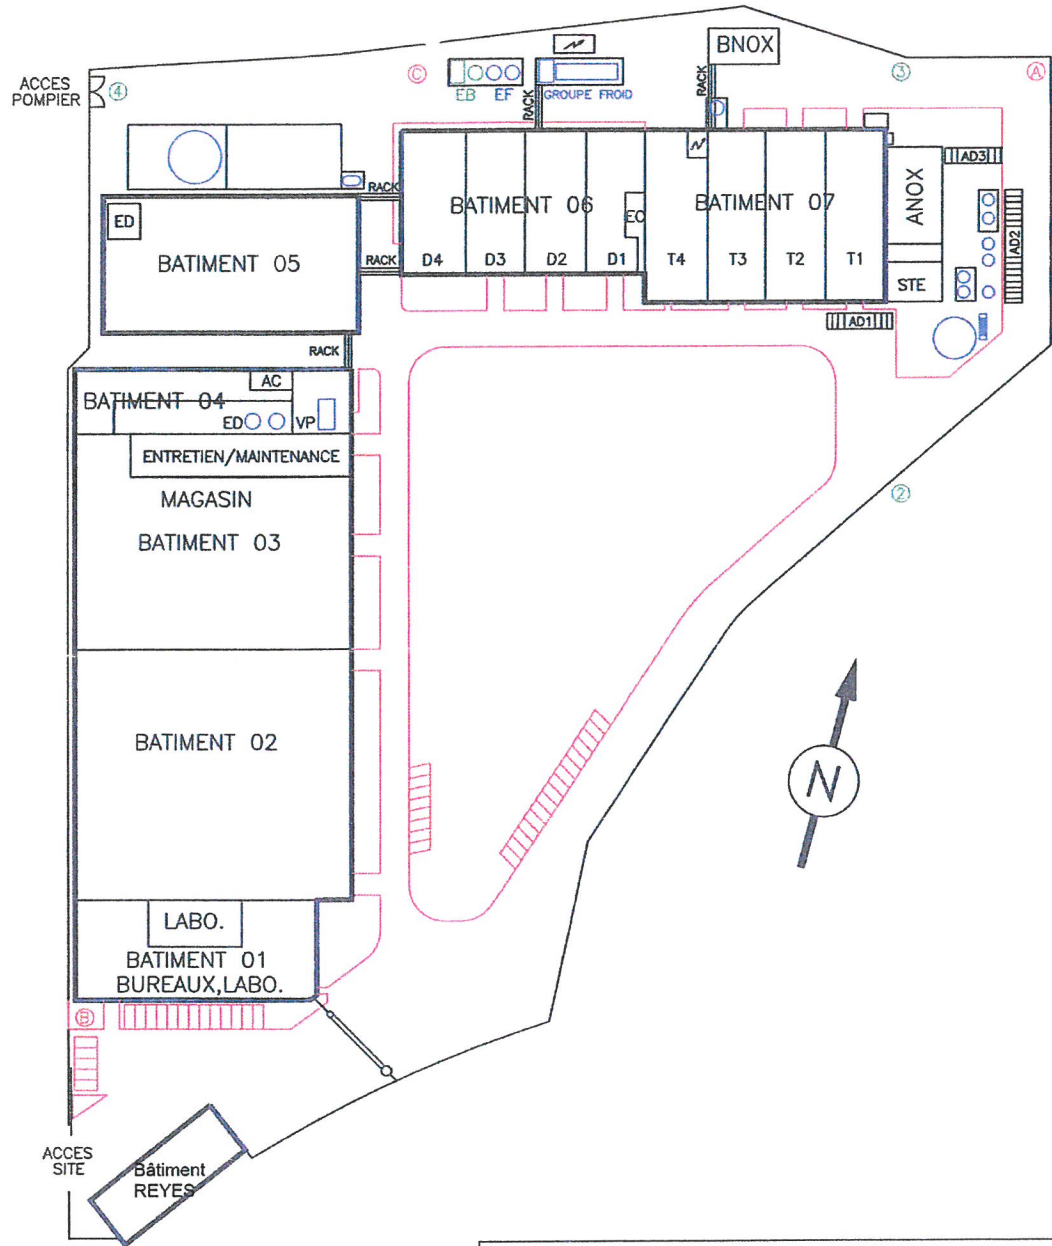 BNOX
ACCES
POMPIER
④
Ⓒ
③
Ⓐ
EB EF
GROUPE FROID
RACK
RACK
RACK
ED
BATIMENT 05
RACK
BATIMENT 06
EC
BATIMENT 07
ANOX
AD3
AD2
D4 D3 D2 D1 T4 T3 T2 T1
STE
AD1
RACK
AC
BATIMENT 04
ED
VP
ENTRETIEN/MAINTENANCE
MAGASIN
BATIMENT 03
②
BATIMENT 02
N
LABO.
BATIMENT 01
BUREAUX,LABO.
Ⓑ
ACCES
SITE
Bâtiment
REYES